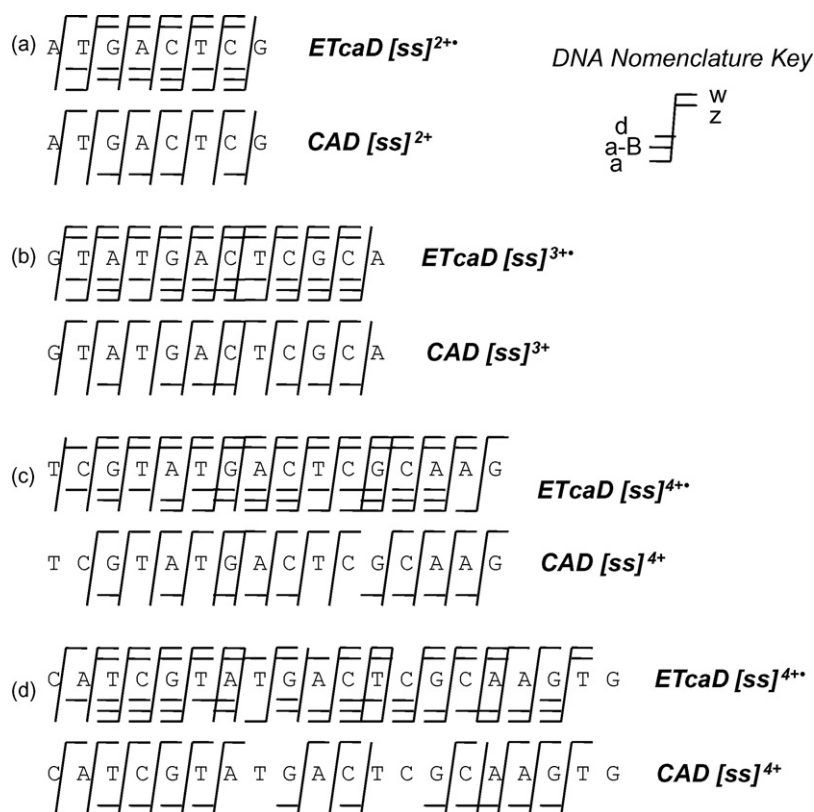 (a) A T G A C T C G ETcaD [ss]²⁺•
DNA Nomenclature Key
w
z
d
a-B
a
A T G A C T C G CAD [ss]²⁺
(b) G T A T G A C T C G C A ETcaD [ss]³⁺•
G T A T G A C T C G C A CAD [ss]³⁺
(c) T C G T A T G A C T C G C A A G ETcaD [ss]⁴⁺•
T C G T A T G A C T C G C A A G CAD [ss]⁴⁺
(d) C A T C G T A T G A C T C G C A A G T G ETcaD [ss]⁴⁺•
C A T C G T A T G A C T C G C A A G T G CAD [ss]⁴⁺